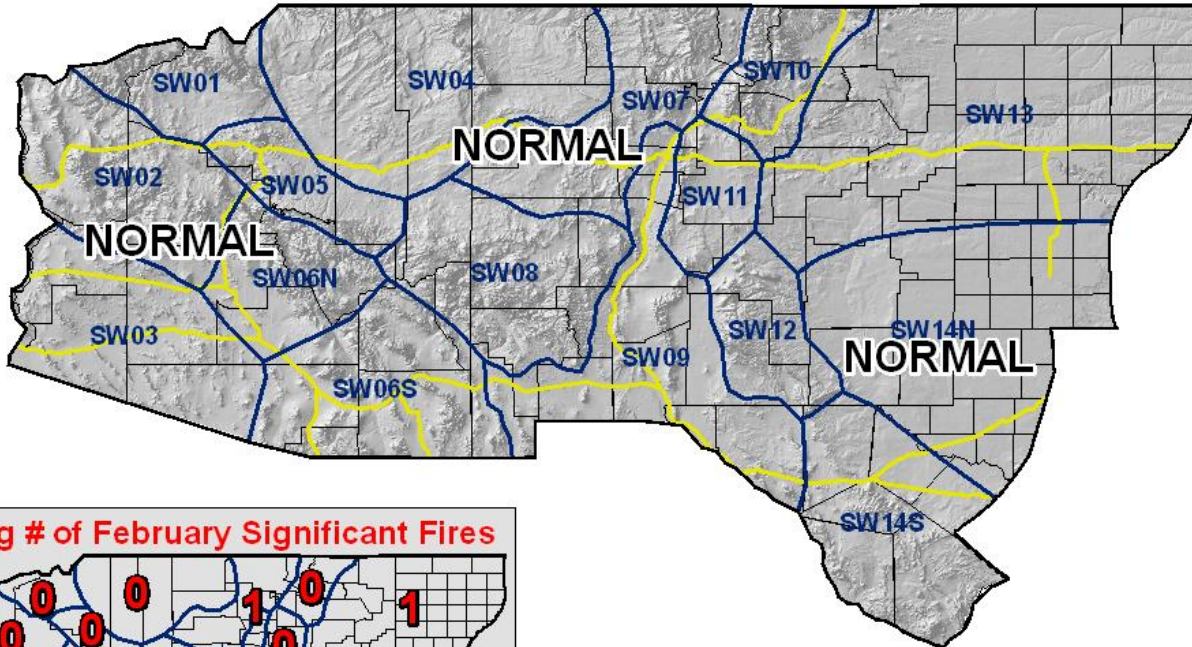 SW01
SW04
SW10
SW07
SW13
NORMAL
SW02
SW05
SW11
NORMAL
SW06N
SW08
SW03
SW12
SW14N
NORMAL
SW09
SW06S
SW14S
# of February Significant Fires
0
0
1
0
1
0